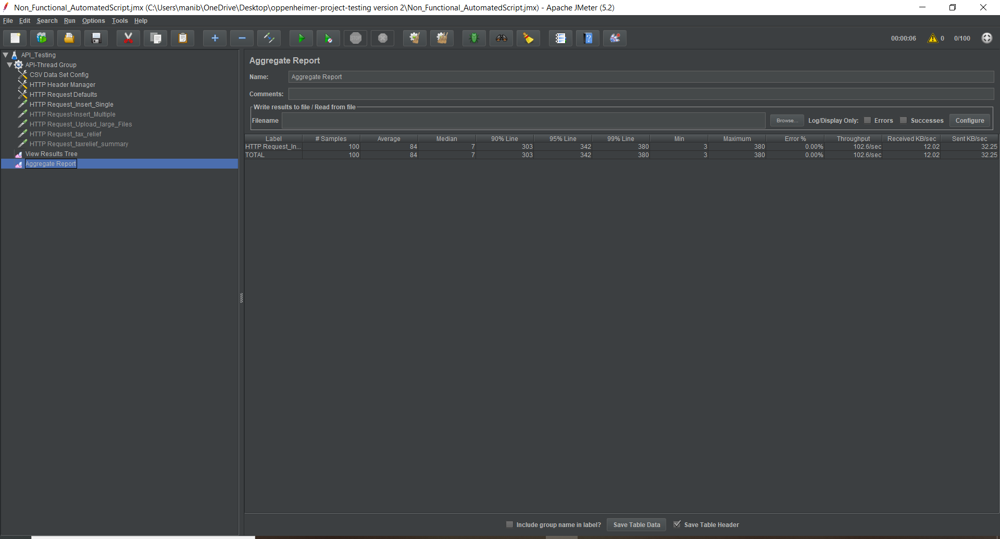 Non_Functional_AutomatedScript.jmx (C:\Users\manib\OneDrive\Desktop\oppenheimer-project-testing version 2\Non_Functional_AutomatedScript.jmx) - Apache JMeter (5.2)
File Edit Search Run Options Tools Help
STOP 00:00:06 0 0/100
API_Testing
API-Thread Group
CSV Data Set Config
HTTP Header Manager
HTTP Request Defaults
HTTP Request_Insert_Single
HTTP Request-Insert_Multiple
HTTP Request_Upload_large_Files
HTTP Request_tax_relief
HTTP Request_taxrelief_summary
View Results Tree
Aggregate Report
Aggregate Report
Name: Aggregate Report
Comments:
Write results to file / Read from file
Filename Browse... Log/Display Only: Errors Successes Configure
Label # Samples Average Median 90% Line 95% Line 99% Line Min Maximum Error % Throughput Received KB/sec Sent KB/sec
HTTP Request_In... 100 84 7 303 342 380 3 380 0.00% 102.6/sec 12.02 32.25
TOTAL 100 84 7 303 342 380 3 380 0.00% 102.6/sec 12.02 32.25
Include group name in label? Save Table Data Save Table Header